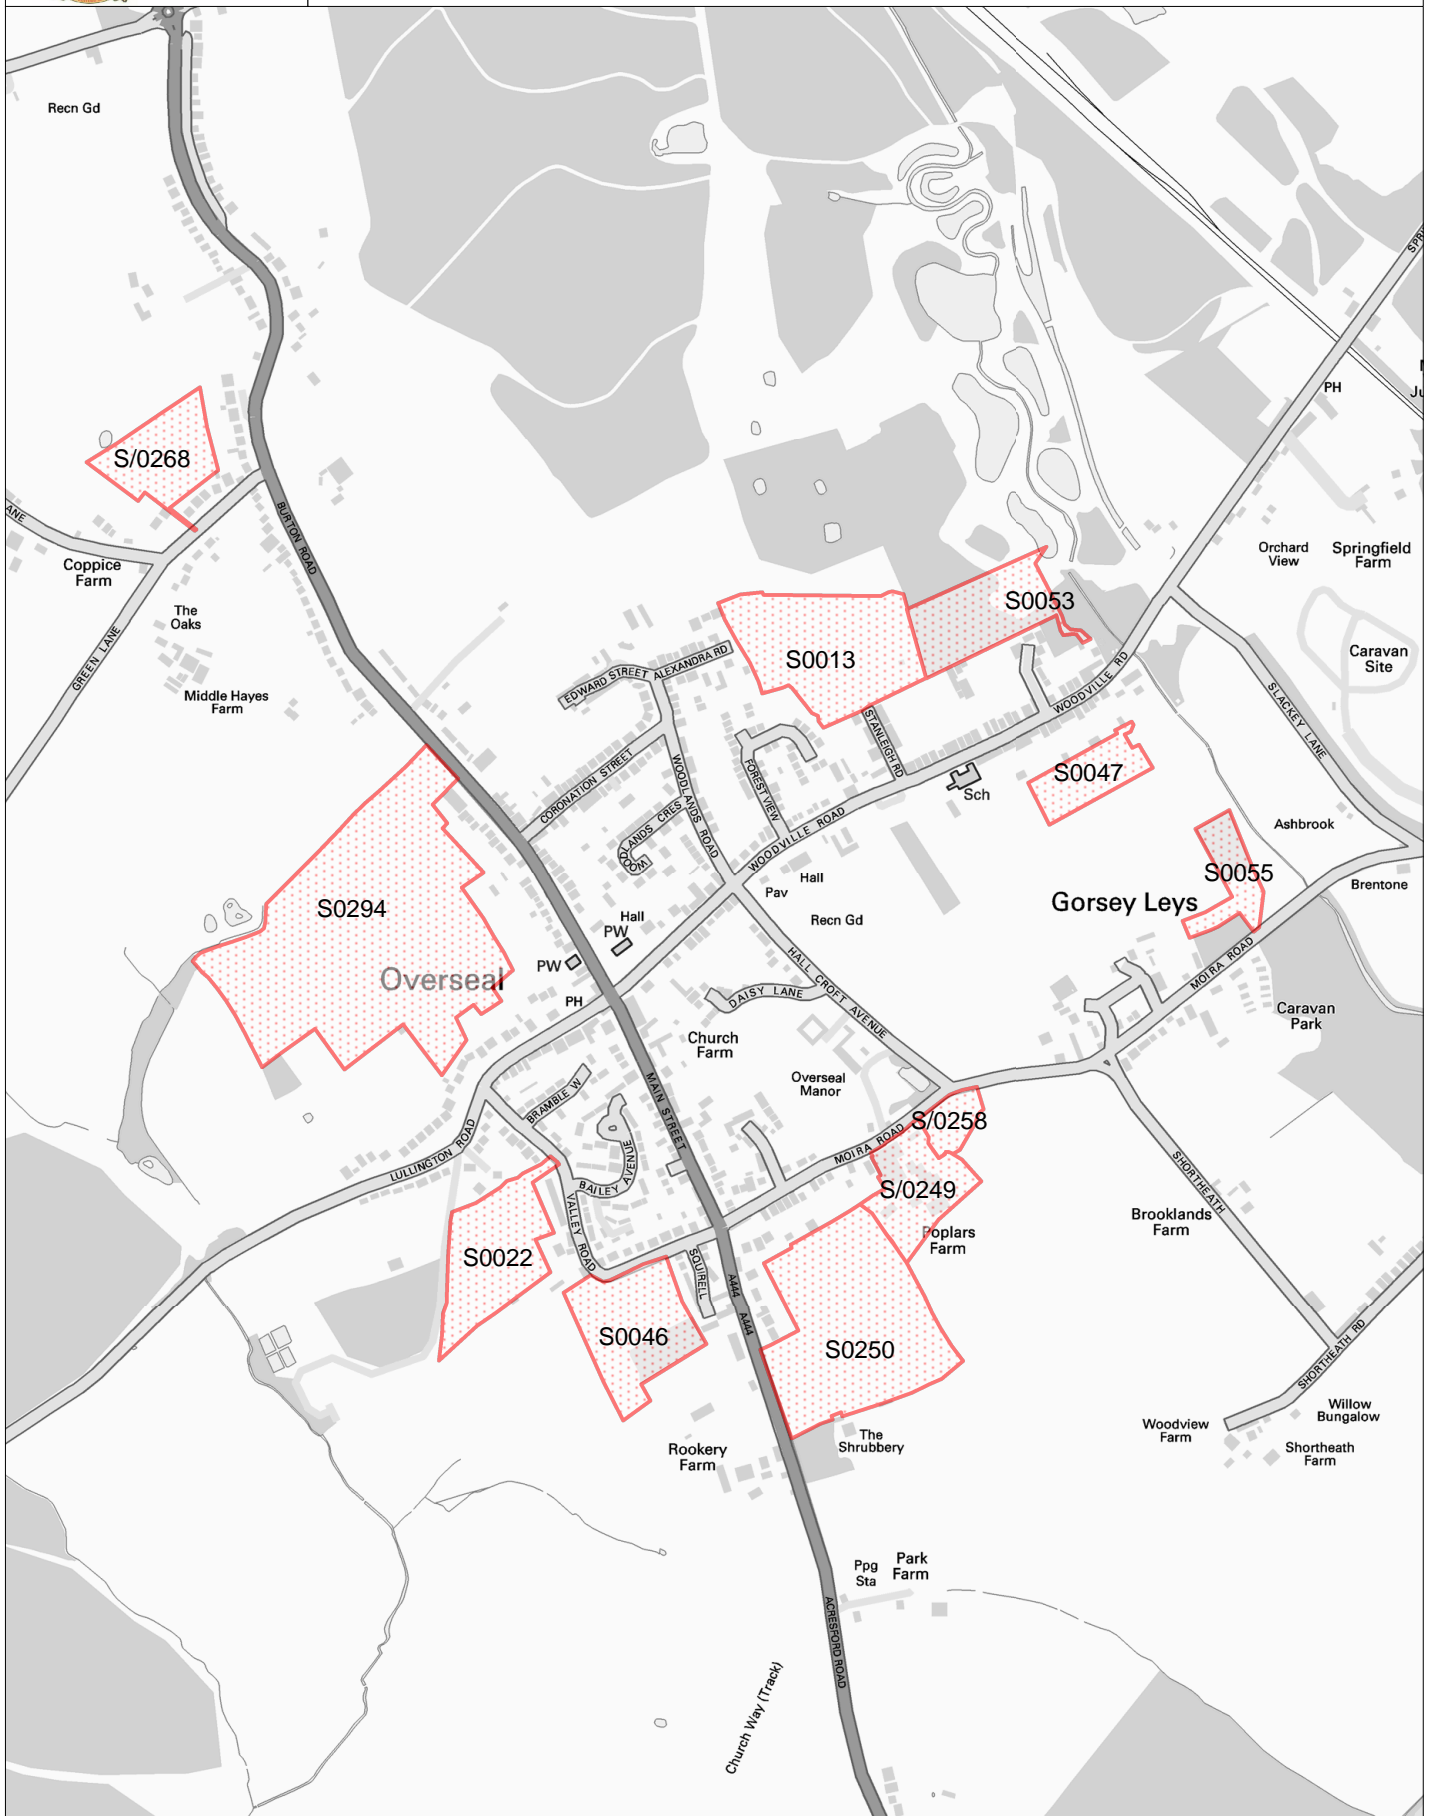 Recn Gd
SPRI
PH
Ju
S/0268
LANE
BURTON ROAD
Coppice
Farm
Orchard
View
Springfield
Farm
The
Oaks
GREEN LANE
S0053
EDWARD STREET
ALEXANDRA RD
S0013
Caravan
Site
WOODVILLE RD
Middle Hayes
Farm
SLACKEY LANE
STANLEIGH RD
CORONATION STREET
WOODLANDS ROAD
FOREST VIEW
S0047
Sch
WOODLANDS CRES
WOODVILLE ROAD
Ashbrook
S0055
Hall
Pav
Brentone
Gorsey Leys
S0294
Hall
PW
Recn Gd
PW
Overseal
HALL CROFT AVENUE
MOIRA ROAD
DAISY LANE
PH
Caravan
Park
Church
Farm
Overseal
Manor
BRAMBLE W
MAIN STREET
S/0258
LULLINGTON ROAD
MOIRA ROAD
BAILEY AVENUE
S/0249
SHORTHEATH
VALLEY ROAD
Brooklands
Farm
Poplars
Farm
S0022
SQUIRELL
A444
A444
S0046
S0250
SHORTHEATH RD
Willow
Bungalow
Woodview
Farm
The
Shrubbery
Rookery
Farm
Shortheath
Farm
Ppg
Sta
Park
Farm
ACRESFORD ROAD
Church Way (Track)